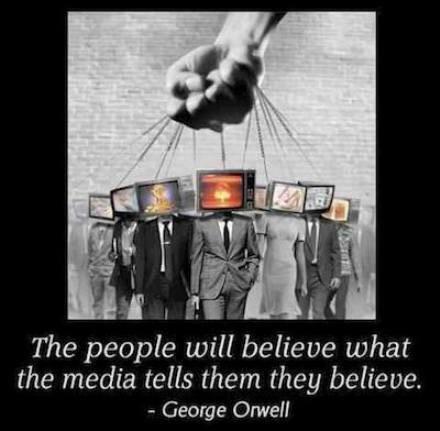 The people will believe what
the media tells them they believe.
- George Orwell